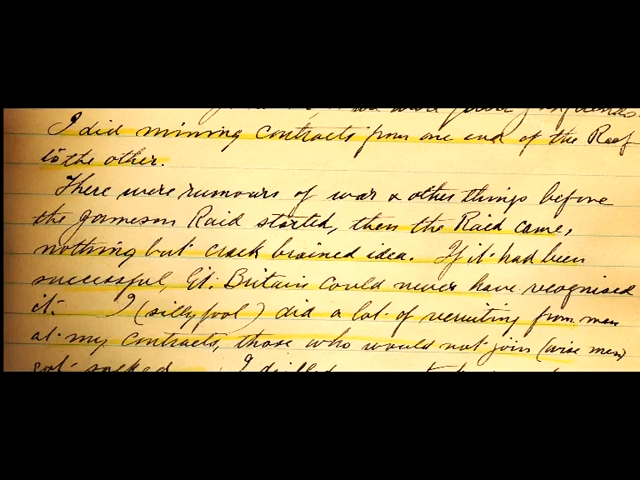 I did mining contracts from one end of the Reef
to the other.
There were rumours of war & other things before
the Jameson Raid started, then the Raid came,
nothing but crack brained idea. If it had been
successful, Gt. Britain could never have recognised
it. I (silly fool) did a lot of recruiting from men
at my contracts, those who would not join (wise men)
got sacked I drilled